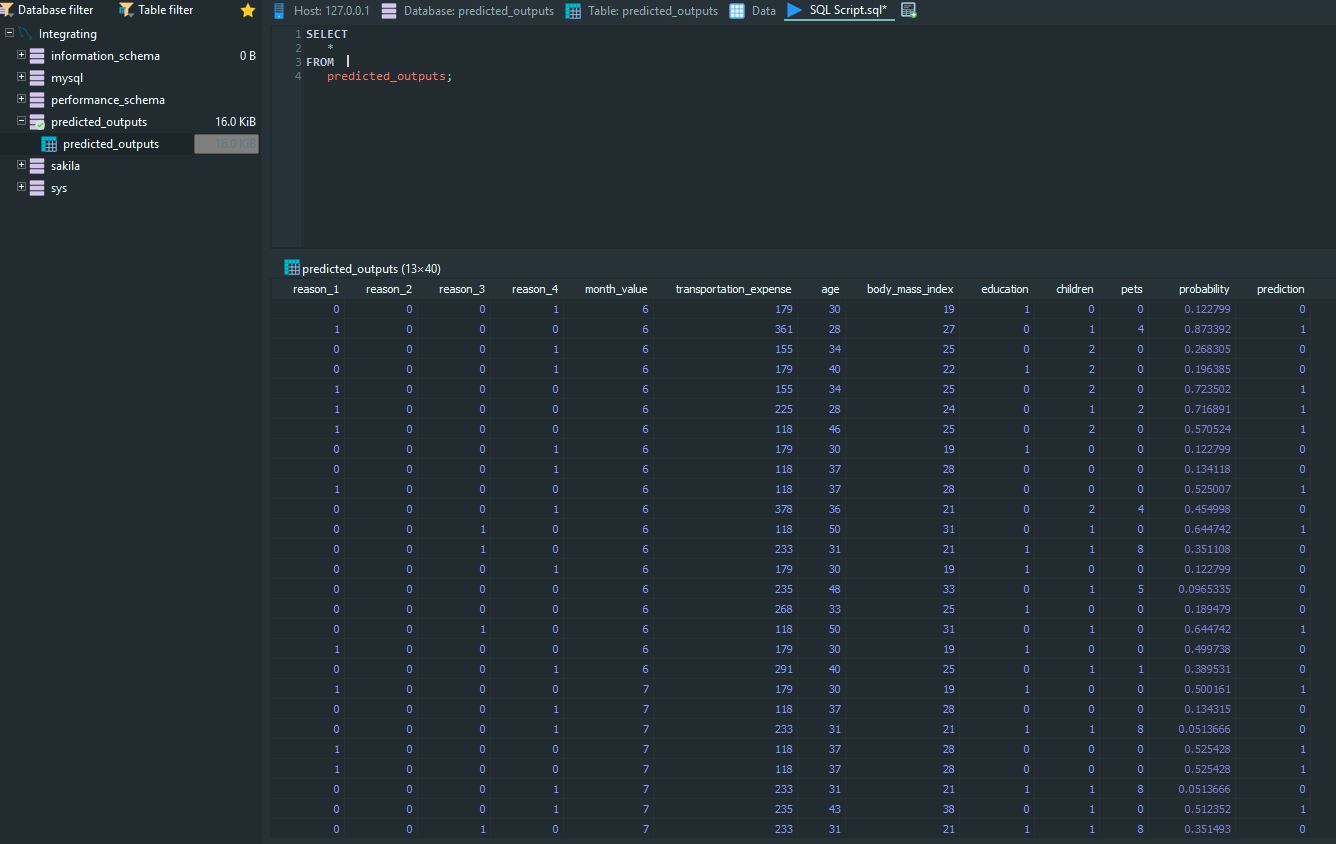 Database filter Table filter Host: 127.0.0.1 Database: predicted_outputs Table: predicted_outputs Data SQL Script.sql*
Integrating
information_schema 0 B
mysql
performance_schema
predicted_outputs 16.0 KiB
predicted_outputs 16.0 KiB
sakila
sys
1 SELECT
2 *
3 FROM
4 predicted_outputs;
predicted_outputs (13×40)
reason_1 reason_2 reason_3 reason_4 month_value transportation_expense age body_mass_index education children pets probability prediction
0 0 0 1 6 179 30 19 1 0 0 0.122799 0
1 0 0 0 6 361 28 27 0 1 4 0.873392 1
0 0 0 1 6 155 34 25 0 2 0 0.268305 0
0 0 0 1 6 179 40 22 1 2 0 0.196385 0
1 0 0 0 6 155 34 25 0 2 0 0.723502 1
1 0 0 0 6 225 28 24 0 1 2 0.716891 1
1 0 0 0 6 118 46 25 0 2 0 0.570524 1
0 0 0 1 6 179 30 19 1 0 0 0.122799 0
0 0 0 1 6 118 37 28 0 0 0 0.134118 0
1 0 0 0 6 118 37 28 0 0 0 0.525007 1
0 0 0 1 6 378 36 21 0 2 4 0.454998 0
0 0 1 0 6 118 50 31 0 1 0 0.644742 1
0 0 1 0 6 233 31 21 1 1 8 0.351108 0
0 0 0 1 6 179 30 19 1 0 0 0.122799 0
0 0 0 0 6 235 48 33 0 1 5 0.0965335 0
0 0 0 0 6 268 33 25 1 0 0 0.189479 0
0 0 1 0 6 118 50 31 0 1 0 0.644742 1
1 0 0 0 6 179 30 19 1 0 0 0.499738 0
0 0 0 1 6 291 40 25 0 1 1 0.389531 0
1 0 0 0 7 179 30 19 1 0 0 0.500161 1
0 0 0 1 7 118 37 28 0 0 0 0.134315 0
0 0 0 1 7 233 31 21 1 1 8 0.0513666 0
1 0 0 0 7 118 37 28 0 0 0 0.525428 1
1 0 0 0 7 118 37 28 0 0 0 0.525428 1
0 0 0 1 7 233 31 21 1 1 8 0.0513666 0
0 0 0 1 7 235 43 38 0 1 0 0.512352 1
0 0 1 0 7 233 31 21 1 1 8 0.351493 0